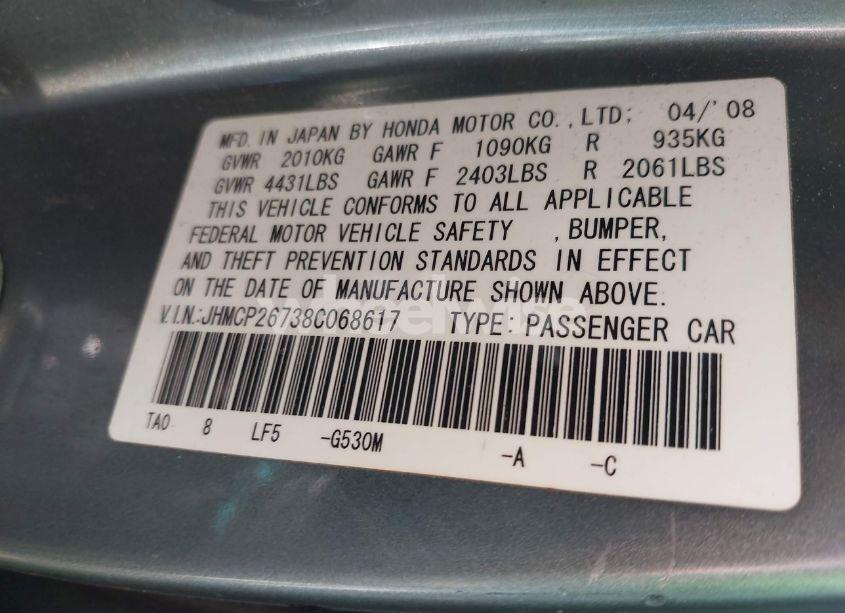 MFD. IN JAPAN BY HONDA MOTOR CO.,LTD; 04/'08
GVWR 2010KG GAWR F 1090KG R 935KG
GVWR 4431LBS GAWR F 2403LBS R 2061LBS
THIS VEHICLE CONFORMS TO ALL APPLICABLE
FEDERAL MOTOR VEHICLE SAFETY ,BUMPER,
AND THEFT PREVENTION STANDARDS IN EFFECT
ON THE DATE OF MANUFACTURE SHOWN ABOVE.
V.I.N.:JHMCP26738C068617 TYPE: PASSENGER CAR
TAO 8 LF5 -G530M -A -C